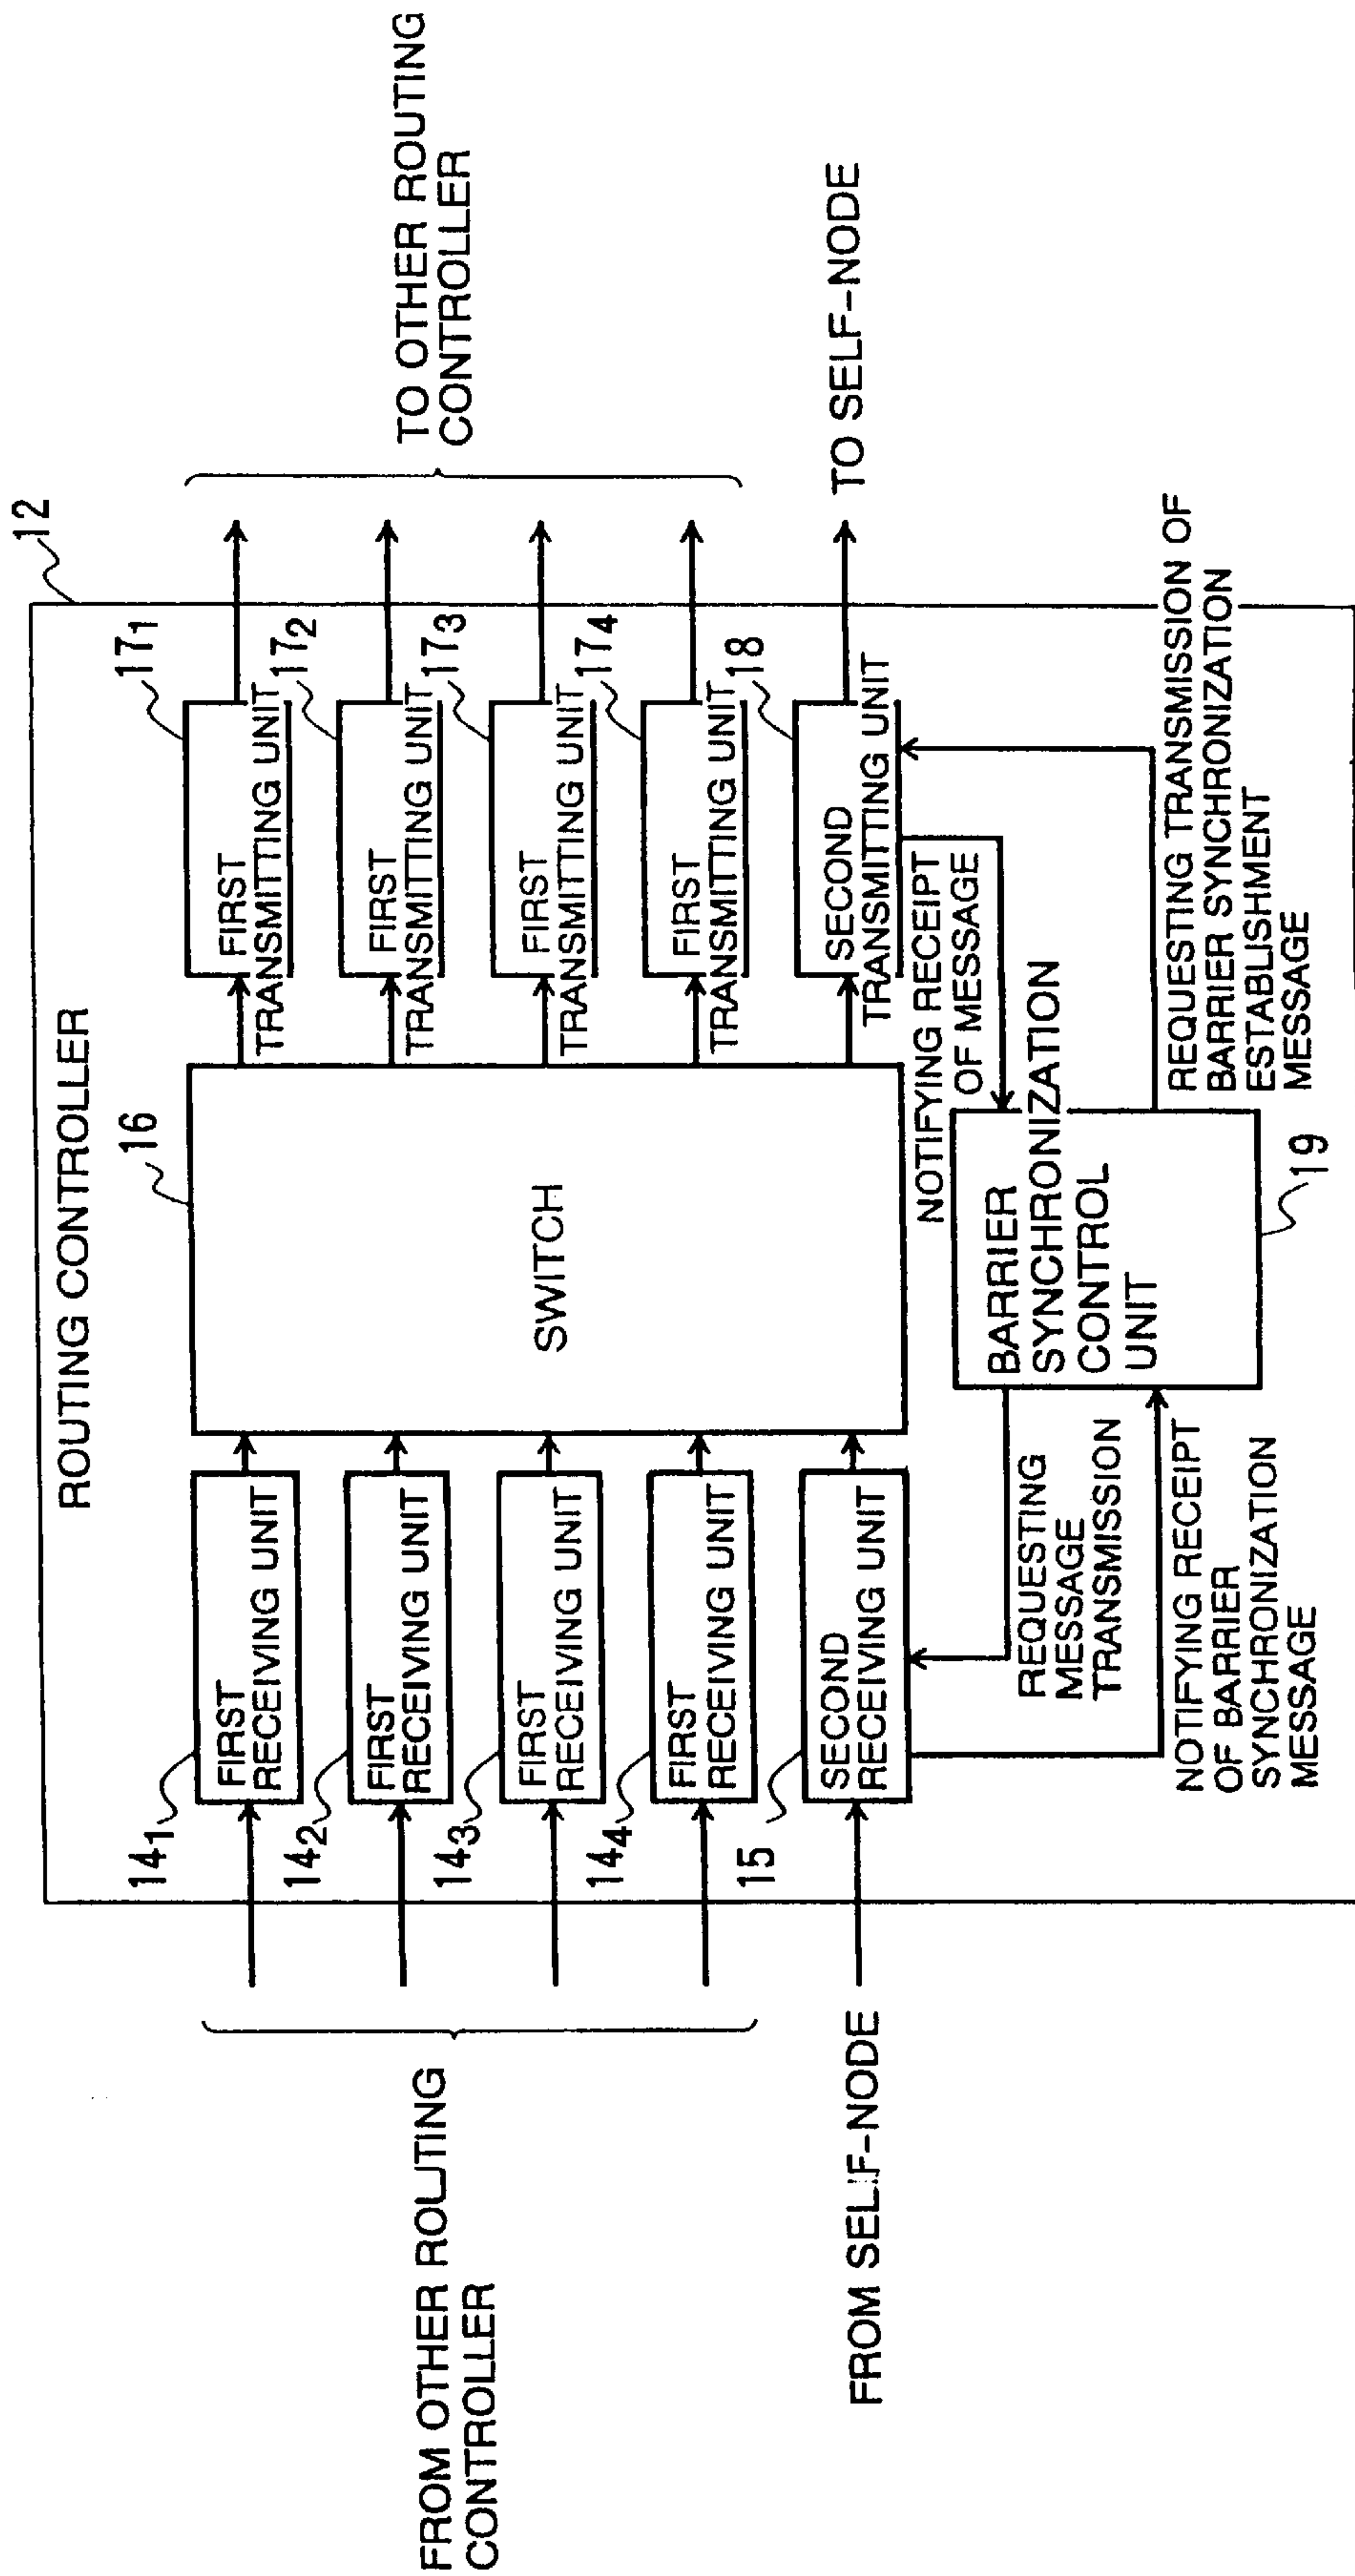 ROUTING CONTROLLER
12
FROM OTHER ROUTING
CONTROLLER
14₁
FIRST
RECEIVING UNIT
14₂
FIRST
RECEIVING UNIT
14₃
FIRST
RECEIVING UNIT
14₄
FIRST
RECEIVING UNIT
FROM SELF-NODE
15
SECOND
RECEIVING UNIT
16
SWITCH
17₁
FIRST
TRANSMITTING UNIT
17₂
FIRST
TRANSMITTING UNIT
17₃
FIRST
TRANSMITTING UNIT
17₄
FIRST
TRANSMITTING UNIT
18
SECOND
TRANSMITTING UNIT
TO OTHER ROUTING
CONTROLLER
TO SELF-NODE
REQUESTING
MESSAGE
TRANSMISSION
NOTIFYING RECEIPT
OF BARRIER
SYNCHRONIZATION
MESSAGE
BARRIER
SYNCHRONIZATION
CONTROL
UNIT
19
NOTIFYING RECEIPT
OF MESSAGE
REQUESTING TRANSMISSION OF
BARRIER SYNCHRONIZATION
ESTABLISHMENT
MESSAGE